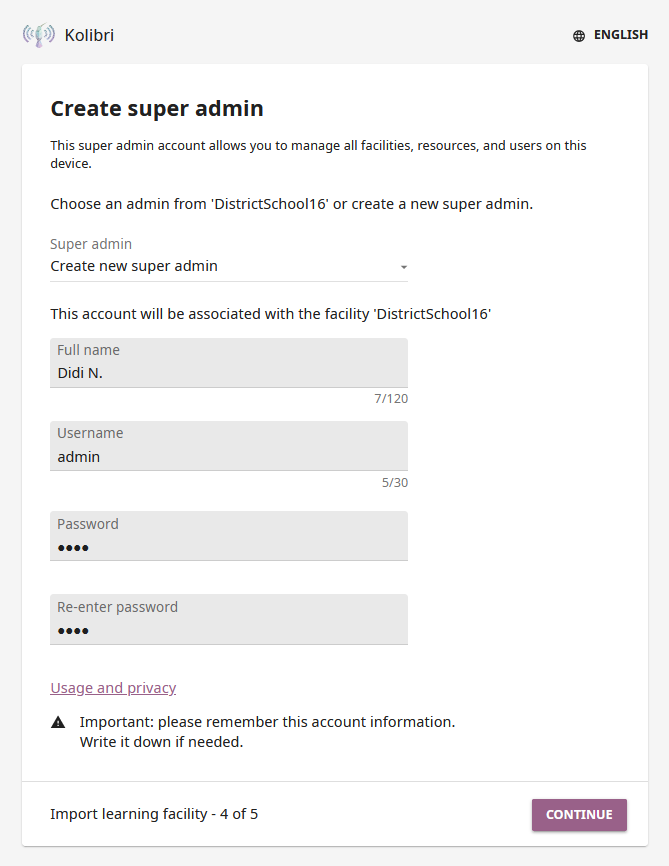 Kolibri
ENGLISH
Create super admin
This super admin account allows you to manage all facilities, resources, and users on this
device.
Choose an admin from 'DistrictSchool16' or create a new super admin.
Super admin
Create new super admin
This account will be associated with the facility 'DistrictSchool16'
Full name
Didi N.
7/120
Username
admin
5/30
Password
••••
Re-enter password
••••
Usage and privacy
Important: please remember this account information.
Write it down if needed.
Import learning facility - 4 of 5
CONTINUE